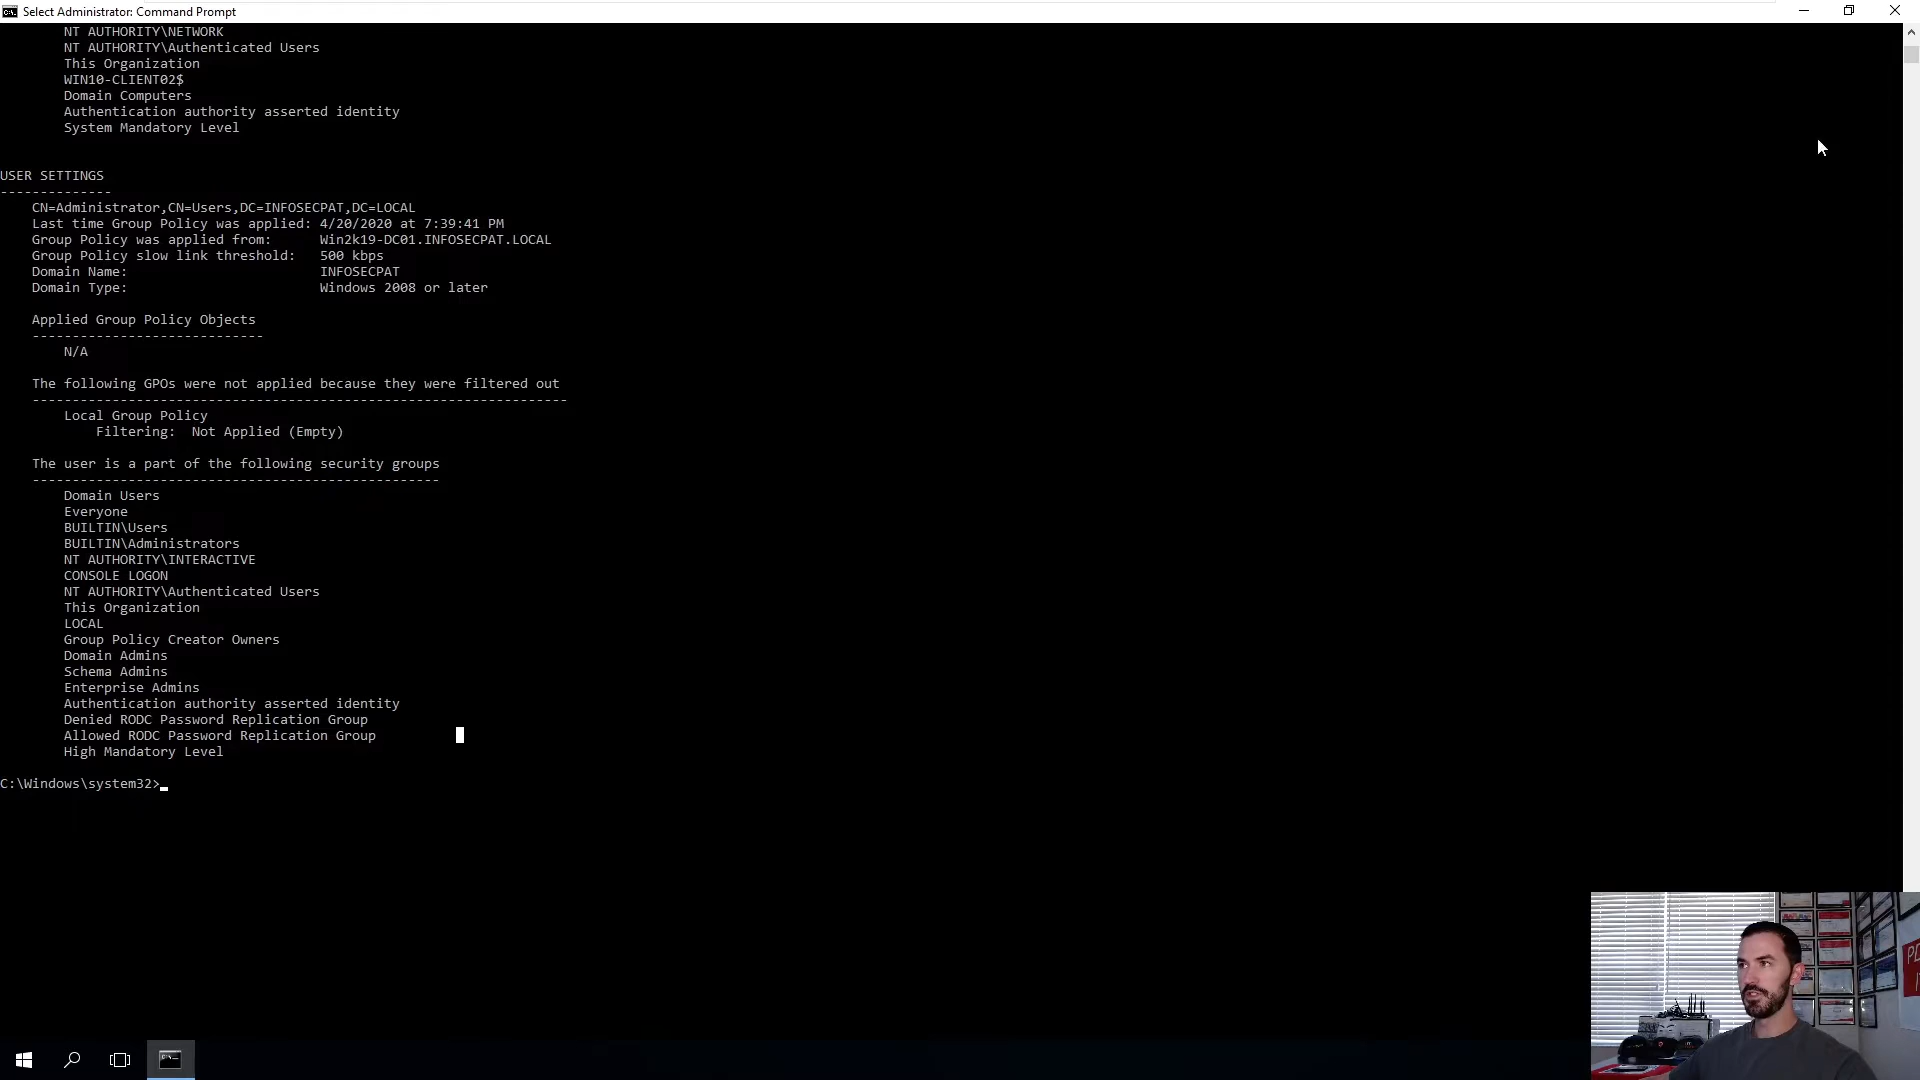 Select Administrator: Command Prompt
NT AUTHORITY\NETWORK
NT AUTHORITY\Authenticated Users
This Organization
WIN10-CLIENT02$
Domain Computers
Authentication authority asserted identity
System Mandatory Level
USER SETTINGS
--------------
CN=Administrator,CN=Users,DC=INFOSECPAT,DC=LOCAL
Last time Group Policy was applied: 4/20/2020 at 7:39:41 PM
Group Policy was applied from:      Win2k19-DC01.INFOSECPAT.LOCAL
Group Policy slow link threshold:   500 kbps
Domain Name:                        INFOSECPAT
Domain Type:                        Windows 2008 or later
Applied Group Policy Objects
-----------------------------
N/A
The following GPOs were not applied because they were filtered out
-------------------------------------------------------------------
Local Group Policy
Filtering:  Not Applied (Empty)
The user is a part of the following security groups
---------------------------------------------------
Domain Users
Everyone
BUILTIN\Users
BUILTIN\Administrators
NT AUTHORITY\INTERACTIVE
CONSOLE LOGON
NT AUTHORITY\Authenticated Users
This Organization
LOCAL
Group Policy Creator Owners
Domain Admins
Schema Admins
Enterprise Admins
Authentication authority asserted identity
Denied RODC Password Replication Group
Allowed RODC Password Replication Group
High Mandatory Level
C:\Windows\system32>